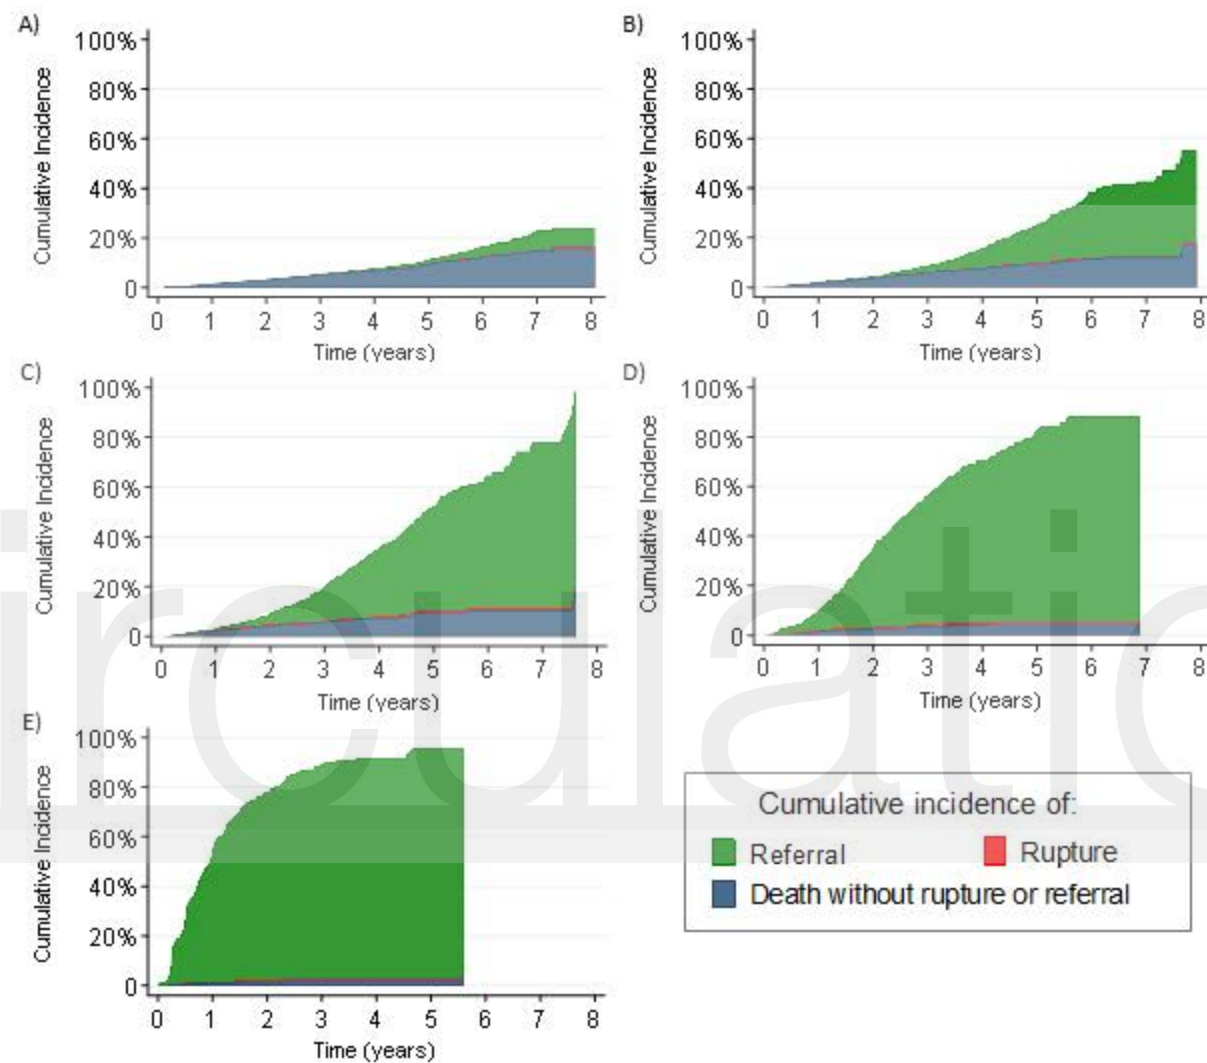 A)
100%
80%
60%
40%
20%
0
Cumulative Incidence
0 1 2 3 4 5 6 7 8
Time (years)
B)
100%
80%
60%
40%
20%
0
Cumulative Incidence
0 1 2 3 4 5 6 7 8
Time (years)
C)
100%
80%
60%
40%
20%
0
Cumulative Incidence
0 1 2 3 4 5 6 7 8
Time (years)
D)
100%
80%
60%
40%
20%
0
Cumulative Incidence
0 1 2 3 4 5 6 7 8
Time (years)
E)
100%
80%
60%
40%
20%
0
Cumulative Incidence
0 1 2 3 4 5 6 7 8
Time (years)
Cumulative incidence of:
Referral Rupture
Death without rupture or referral
irculatio